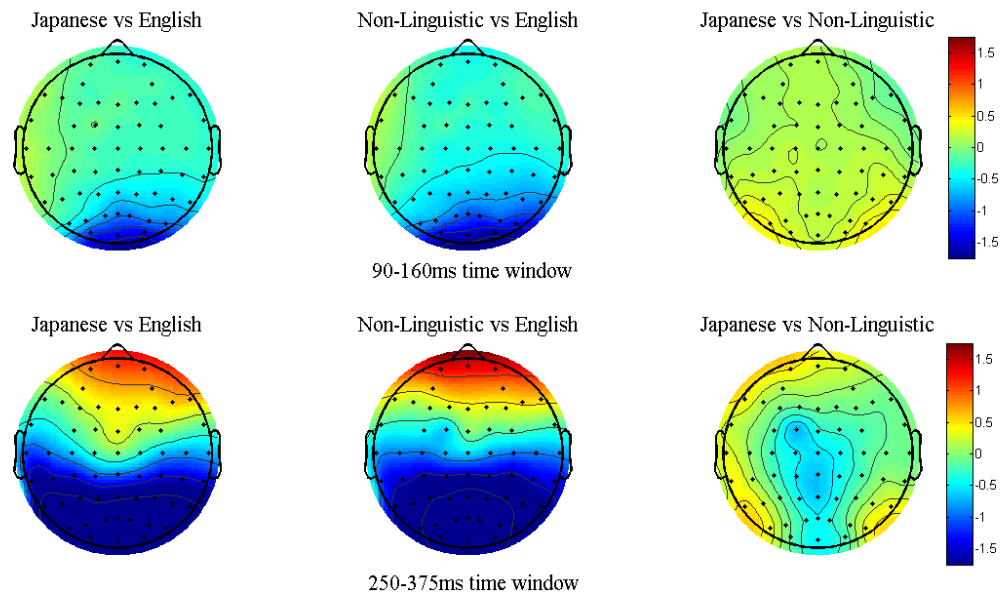 Japanese vs English
Non-Linguistic vs English
Japanese vs Non-Linguistic
1.5
1
0.5
0
-0.5
-1
-1.5
90-160ms time window
Japanese vs English
Non-Linguistic vs English
Japanese vs Non-Linguistic
1.5
1
0.5
0
-0.5
-1
-1.5
250-375ms time window